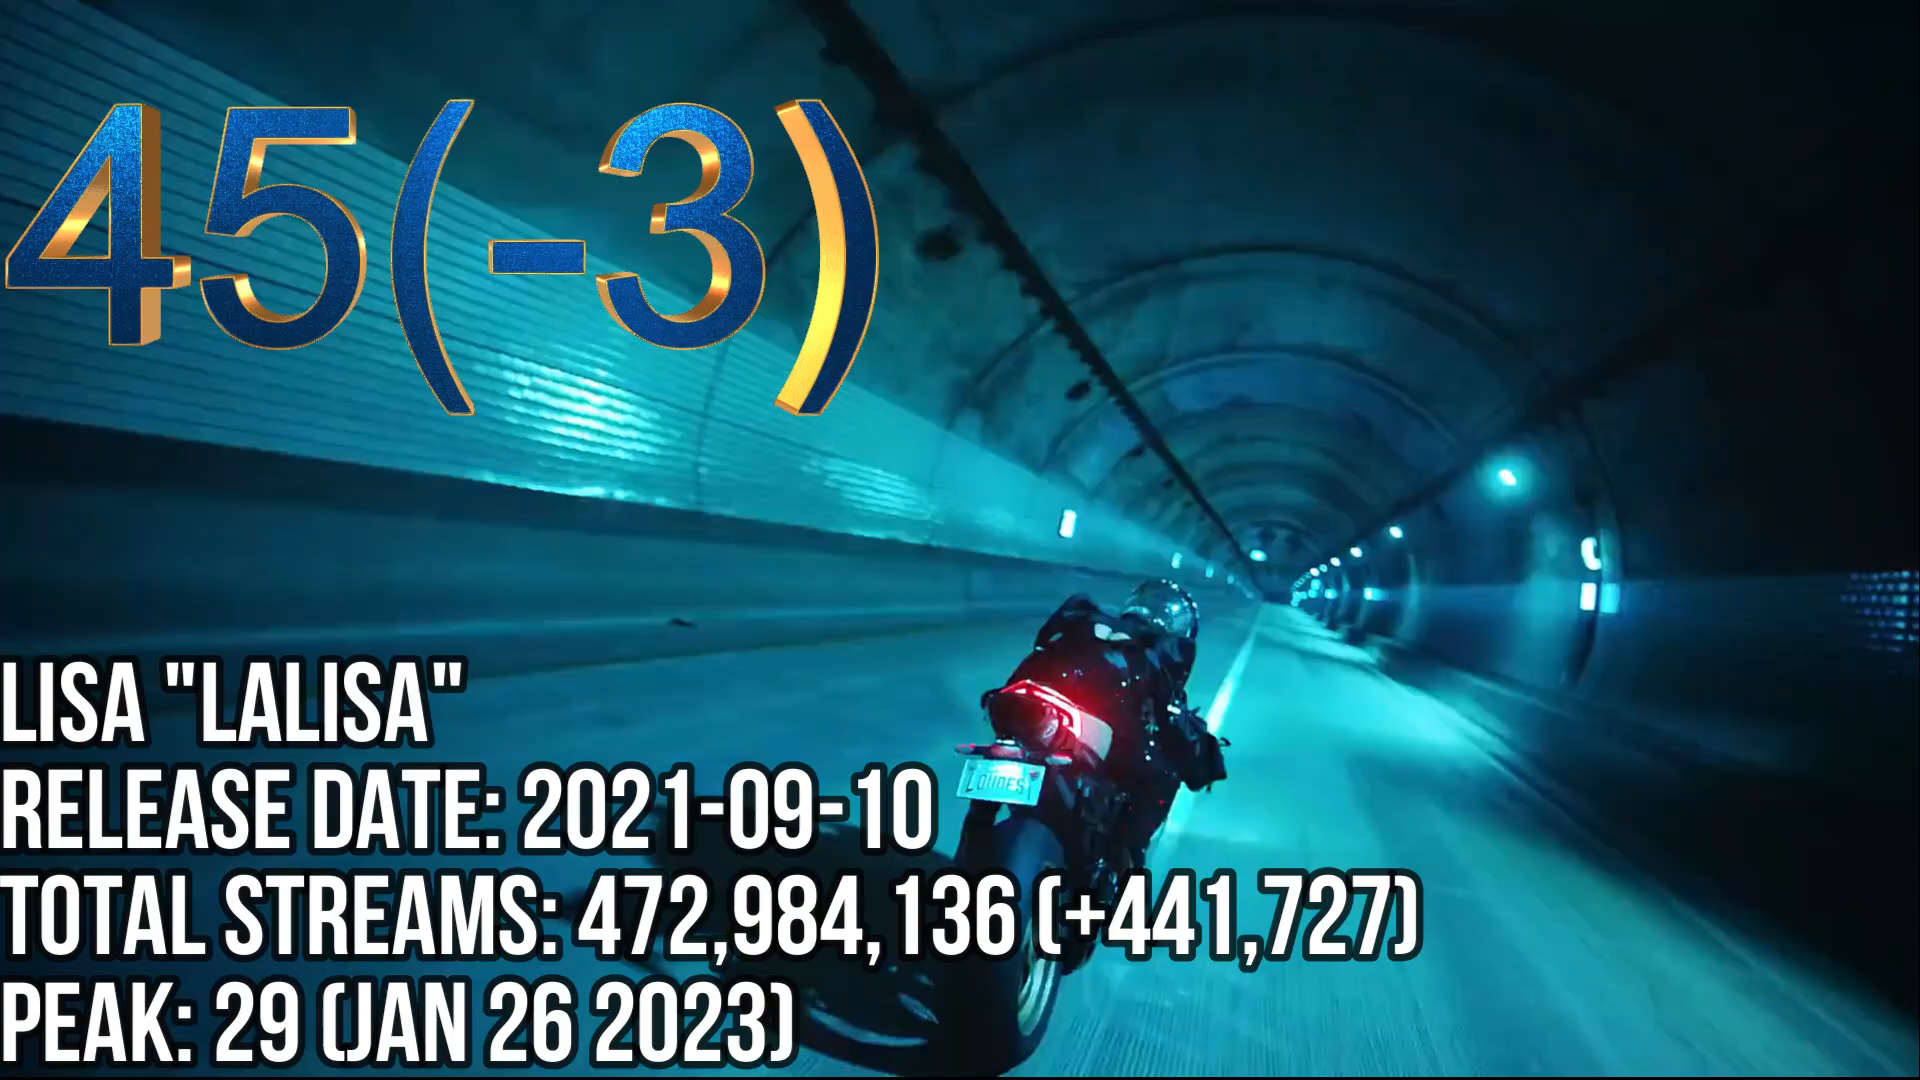 45(-3)
LISA "LALISA"
RELEASE DATE: 2021-09-10
TOTAL STREAMS: 472,984,136 (+441,727)
PEAK: 29 (JAN 26 2023)